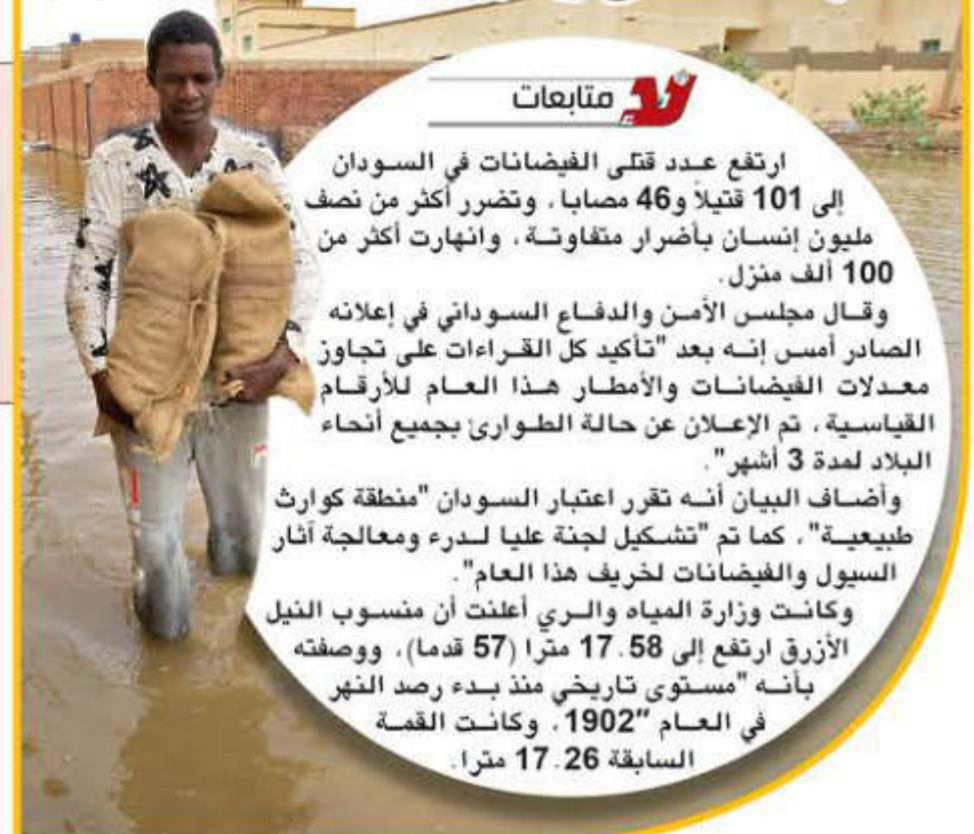 لا متابعات
ارتفع عدد قتلى الفيضانات في السودان
إلى 101 قتيلاً و46 مصابا، وتضرر أكثر من نصف
مليون إنسان بأضرار متفاوتة، وانهارت أكثر من
100 ألف منزل.
وقال مجلس الأمن والدفاع السوداني في إعلانه
الصادر أمس إنه بعد "تأكيد كل القراءات على تجاوز
معدلات الفيضانات والأمطار هذا العام للأرقام
القياسية، تم الإعلان عن حالة الطوارئ بجميع أنحاء
البلاد لمدة 3 أشهر".
وأضاف البيان أنه تقرر اعتبار السودان "منطقة كوارث
طبيعية"، كما تم "تشكيل لجنة عليا لدرء ومعالجة آثار
السيول والفيضانات لخريف هذا العام".
وكانت وزارة المياه والري أعلنت أن منسوب النيل
الأزرق ارتفع إلى 17.58 مترا (57 قدما)، ووصفته
بأنه "مستوى تاريخي منذ بدء رصد النهر
في العام 1902"، وكانت القمة
السابقة 17.26 مترا.